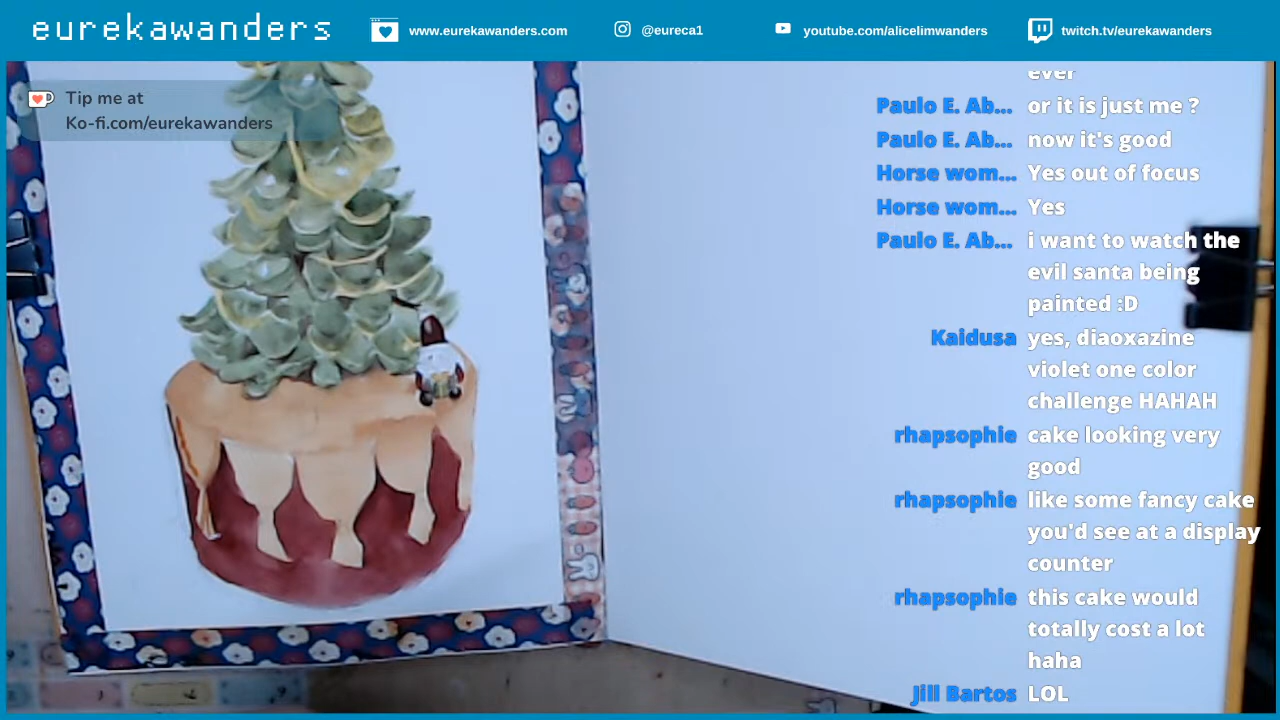 eurekawanders
www.eurekawanders.com
@eureca1
youtube.com/alicelimwanders
twitch.tv/eurekawanders
Tip me at
Ko-fi.com/eurekawanders
ever
Paulo E. Ab... or it is just me ?
Paulo E. Ab... now it's good
Horse wom... Yes out of focus
Horse wom... Yes
Paulo E. Ab... i want to watch the
evil santa being
painted :D
Kaidusa yes, diaoxazine
violet one color
challenge HAHAH
rhapsophie cake looking very
good
rhapsophie like some fancy cake
you'd see at a display
counter
rhapsophie this cake would
totally cost a lot
haha
Jill Bartos LOL